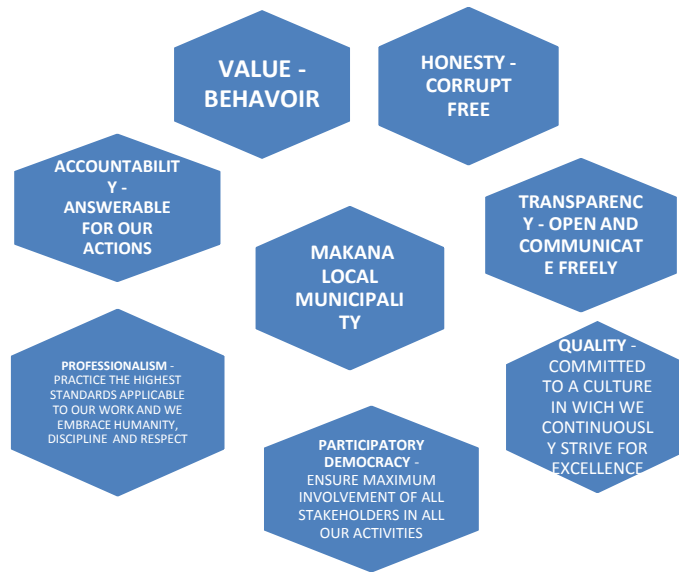 VALUE -
BEHAVOIR
HONESTY -
CORRUPT
FREE
ACCOUNTABILIT
Y -
ANSWERABLE
FOR OUR
ACTIONS
TRANSPARENC
Y - OPEN AND
COMMUNICAT
E FREELY
MAKANA
LOCAL
MUNICIPALI
TY
PROFESSIONALISM -
PRACTICE THE HIGHEST
STANDARDS APPLICABLE
TO OUR WORK AND WE
EMBRACE HUMANITY,
DISCIPLINE AND RESPECT
QUALITY -
COMMITTED
TO A CULTURE
IN WICH WE
CONTINUOUSL
Y STRIVE FOR
EXCELLENCE
PARTICIPATORY
DEMOCRACY -
ENSURE MAXIMUM
INVOLVEMENT OF ALL
STAKEHOLDERS IN ALL
OUR ACTIVITIES